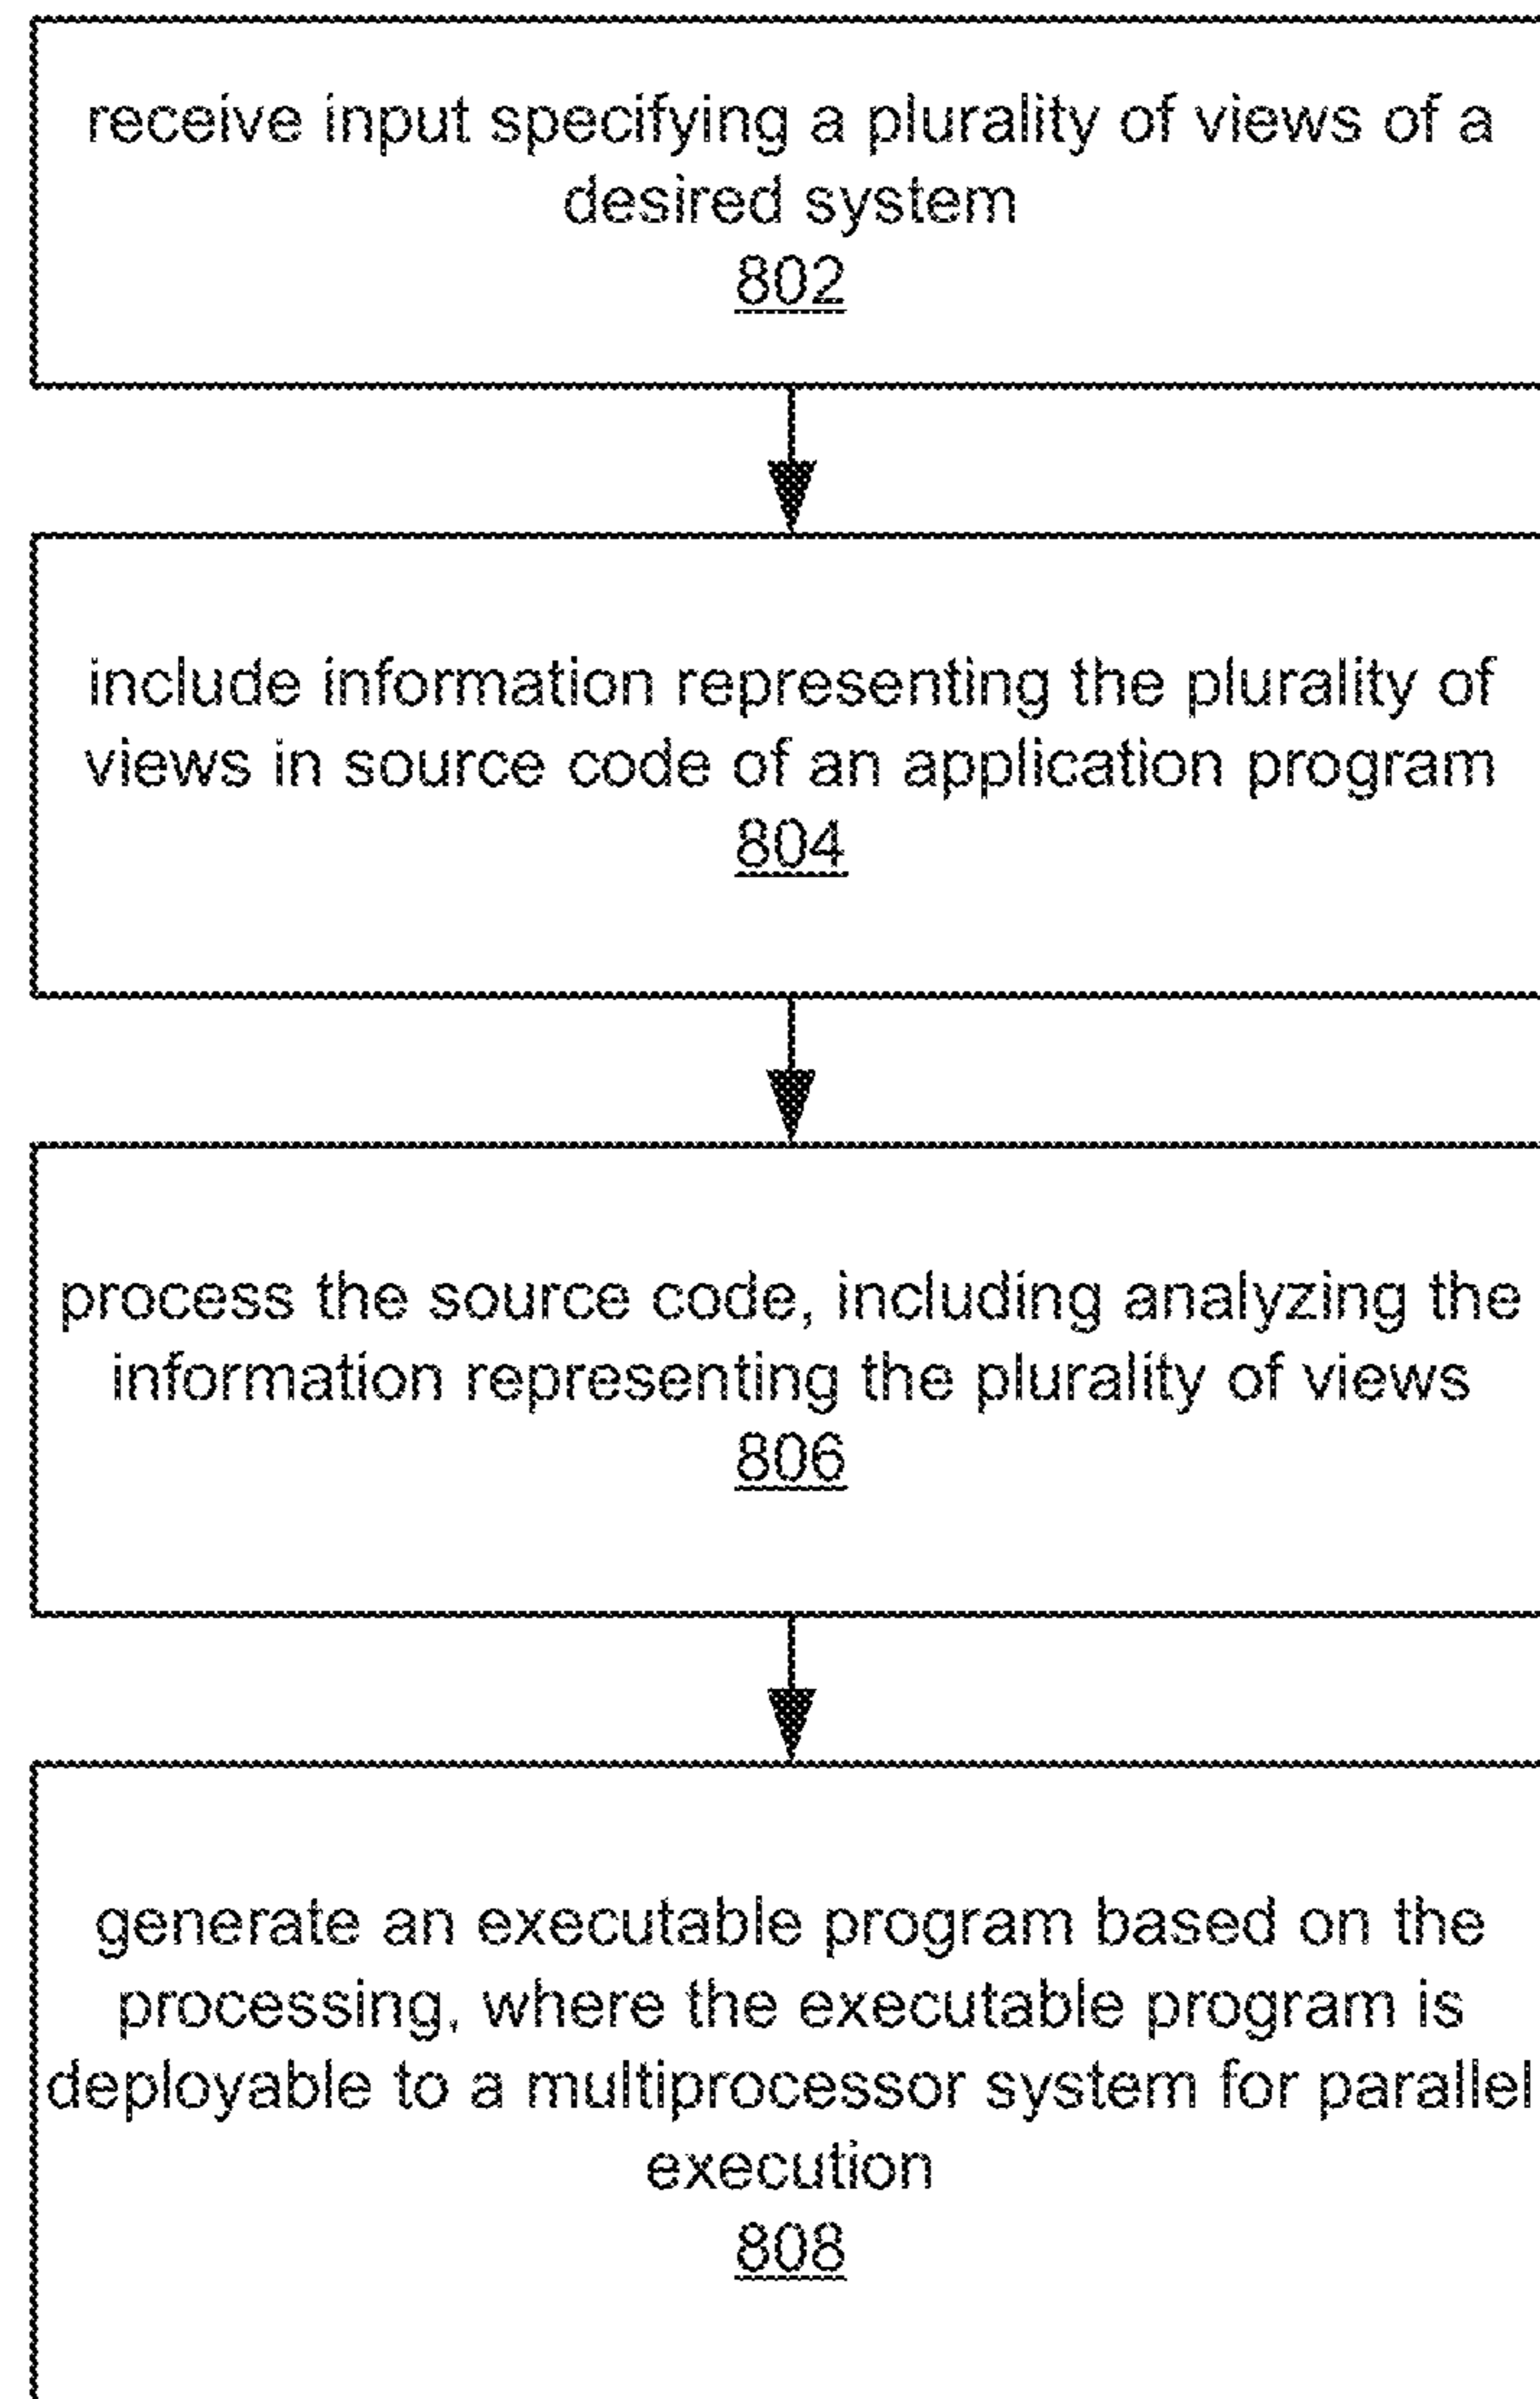 receive input specifying a plurality of views of a
desired system
802
include information representing the plurality of
views in source code of an application program
804
process the source code, including analyzing the
information representing the plurality of views
806
generate an executable program based on the
processing, where the executable program is
deployable to a multiprocessor system for parallel
execution
808